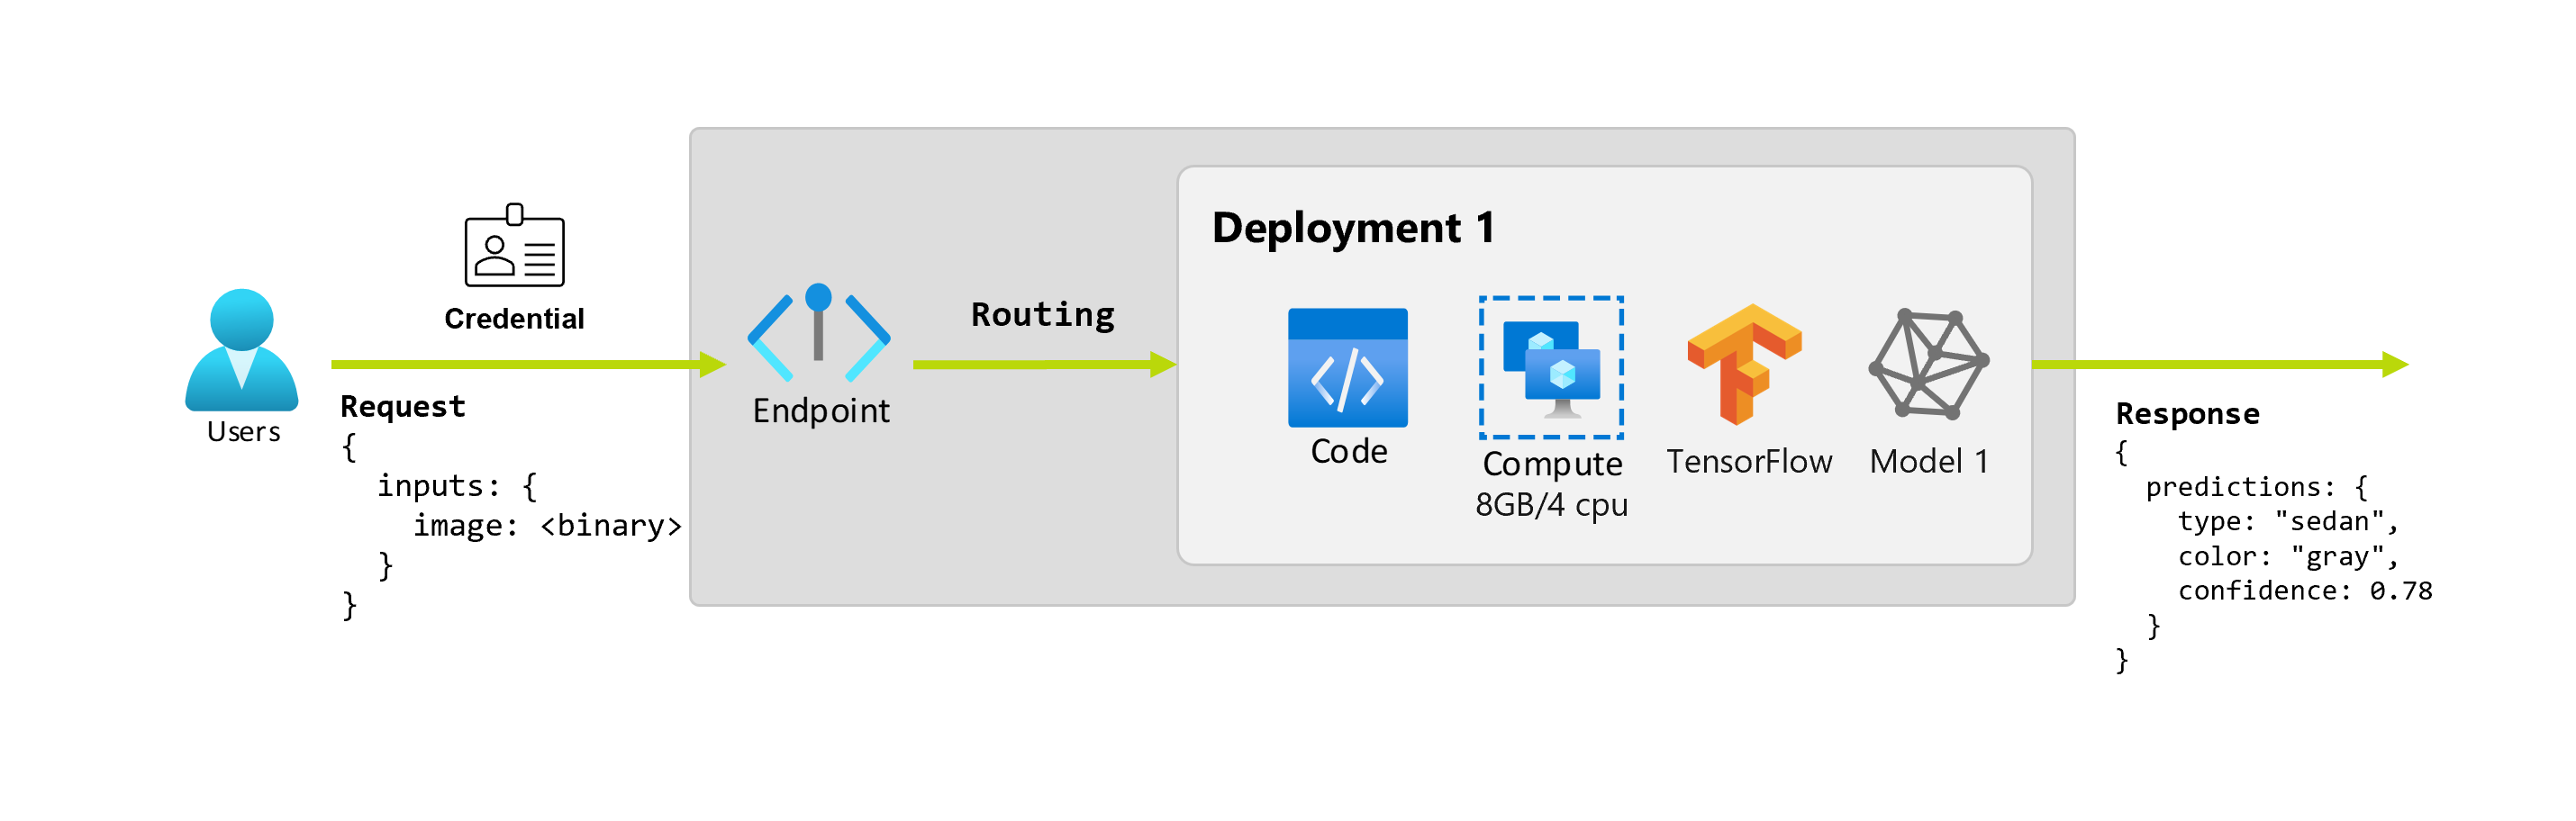 Users
Credential
Request
{
  inputs: {
    image: <binary>
  }
}
Endpoint
Routing
Deployment 1
Code
Compute
8GB/4 cpu
TensorFlow
Model 1
Response
{
  predictions: {
    type: "sedan",
    color: "gray",
    confidence: 0.78
  }
}